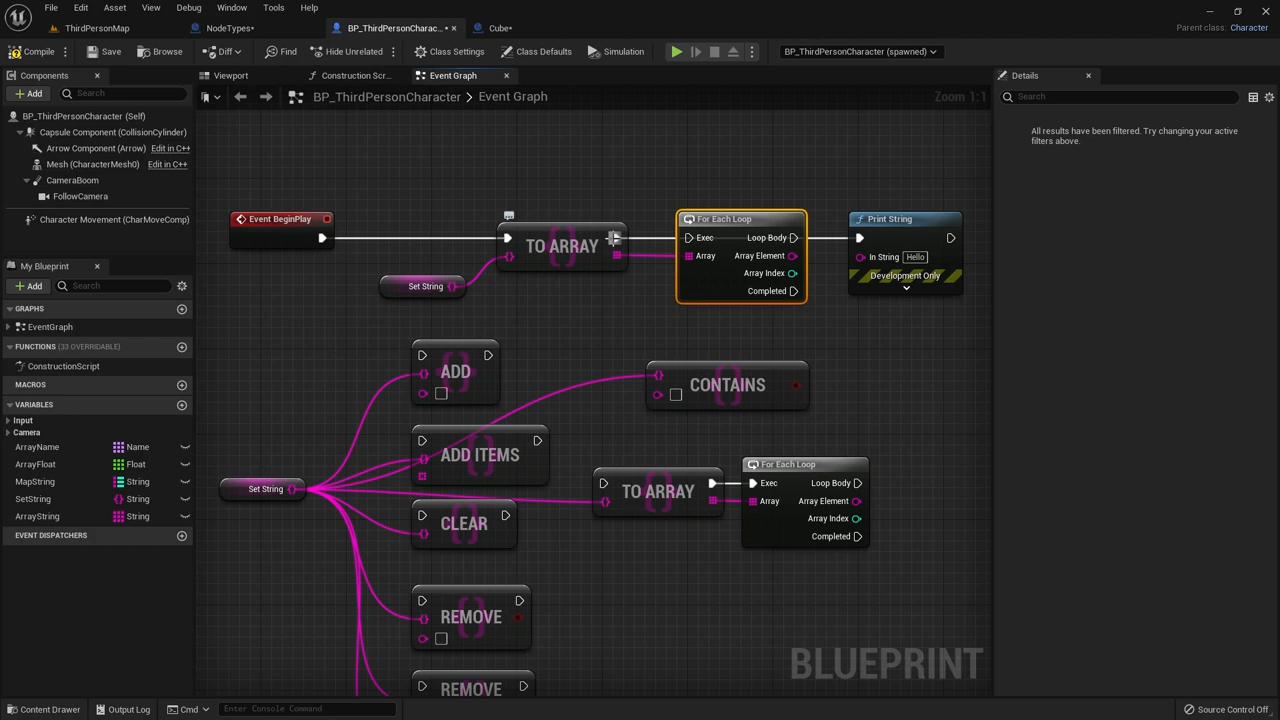 File Edit Asset View Debug Window Tools Help
ThirdPersonMap
NodeTypes*
BP_ThirdPersonCharac... *
Cube*
Parent class: Character
Compile
Save
Browse
Diff
Find
Hide Unrelated
Class Settings
Class Defaults
Simulation
BP_ThirdPersonCharacter (spawned)
Components
Viewport
Construction Scr...
Event Graph
Details
Add
Search
BP_ThirdPersonCharacter > Event Graph
Zoom 1:1
Search
BP_ThirdPersonCharacter (Self)
Capsule Component (CollisionCylinder)
Arrow Component (Arrow) Edit in C++
Mesh (CharacterMesh0) Edit in C++
CameraBoom
FollowCamera
Character Movement (CharMoveComp)
All results have been filtered. Try changing your active
filters above.
My Blueprint
Add
Search
GRAPHS
EventGraph
FUNCTIONS (33 OVERRIDABLE)
ConstructionScript
MACROS
VARIABLES
Input
Camera
ArrayName Name
ArrayFloat Float
MapString String
SetString String
ArrayString String
EVENT DISPATCHERS
Event BeginPlay
TO ARRAY
Set String
For Each Loop
Exec Loop Body
Array Array Element
Array Index
Completed
Print String
In String Hello
Development Only
ADD
CONTAINS
ADD ITEMS
Set String
TO ARRAY
For Each Loop
Exec Loop Body
Array Array Element
Array Index
Completed
CLEAR
REMOVE
REMOVE
BLUEPRINT
Content Drawer
Output Log
Cmd
Enter Console Command
Source Control Off